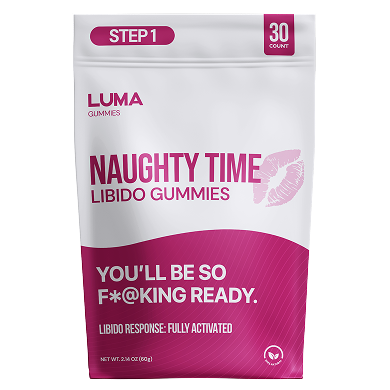 STEP 1
30
COUNT
LUMA
GUMMIES
NAUGHTY TIME
LIBIDO GUMMIES
YOU'LL BE SO
F*@KING READY.
LIBIDO RESPONSE: FULLY ACTIVATED
NET WT. 2.14 OZ (60g)